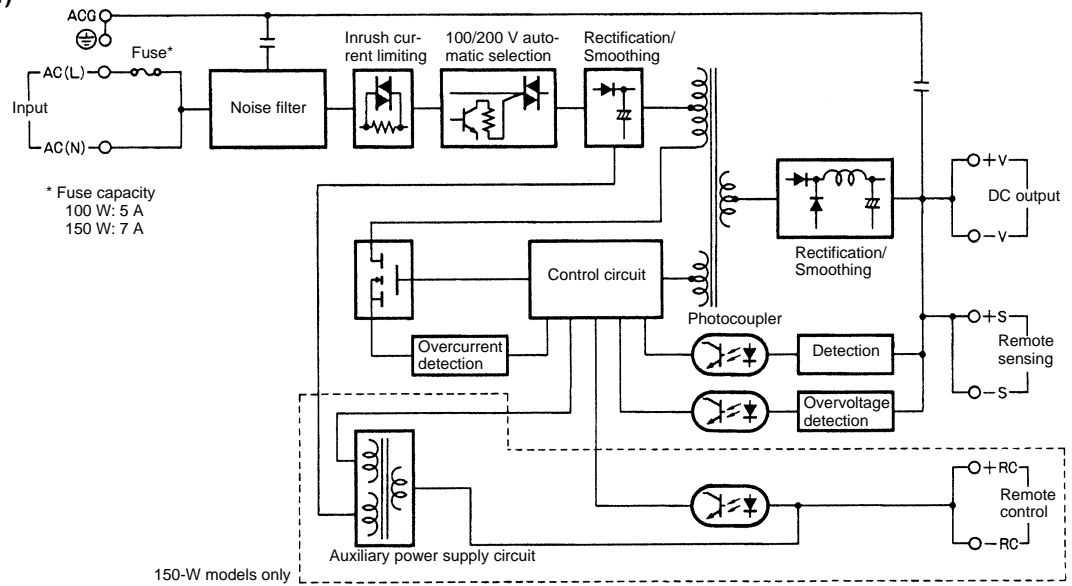 ACG
Fuse*
AC(L)
Input
AC(N)
* Fuse capacity
100 W: 5 A
150 W: 7 A
Noise filter
Inrush cur-
rent limiting
100/200 V auto-
matic selection
Rectification/
Smoothing
+V
DC output
-V
Rectification/
Smoothing
Control circuit
Photocoupler
Overcurrent
detection
Detection
+S
Remote
sensing
-S
Overvoltage
detection
+RC
Remote
control
-RC
Auxiliary power supply circuit
150-W models only